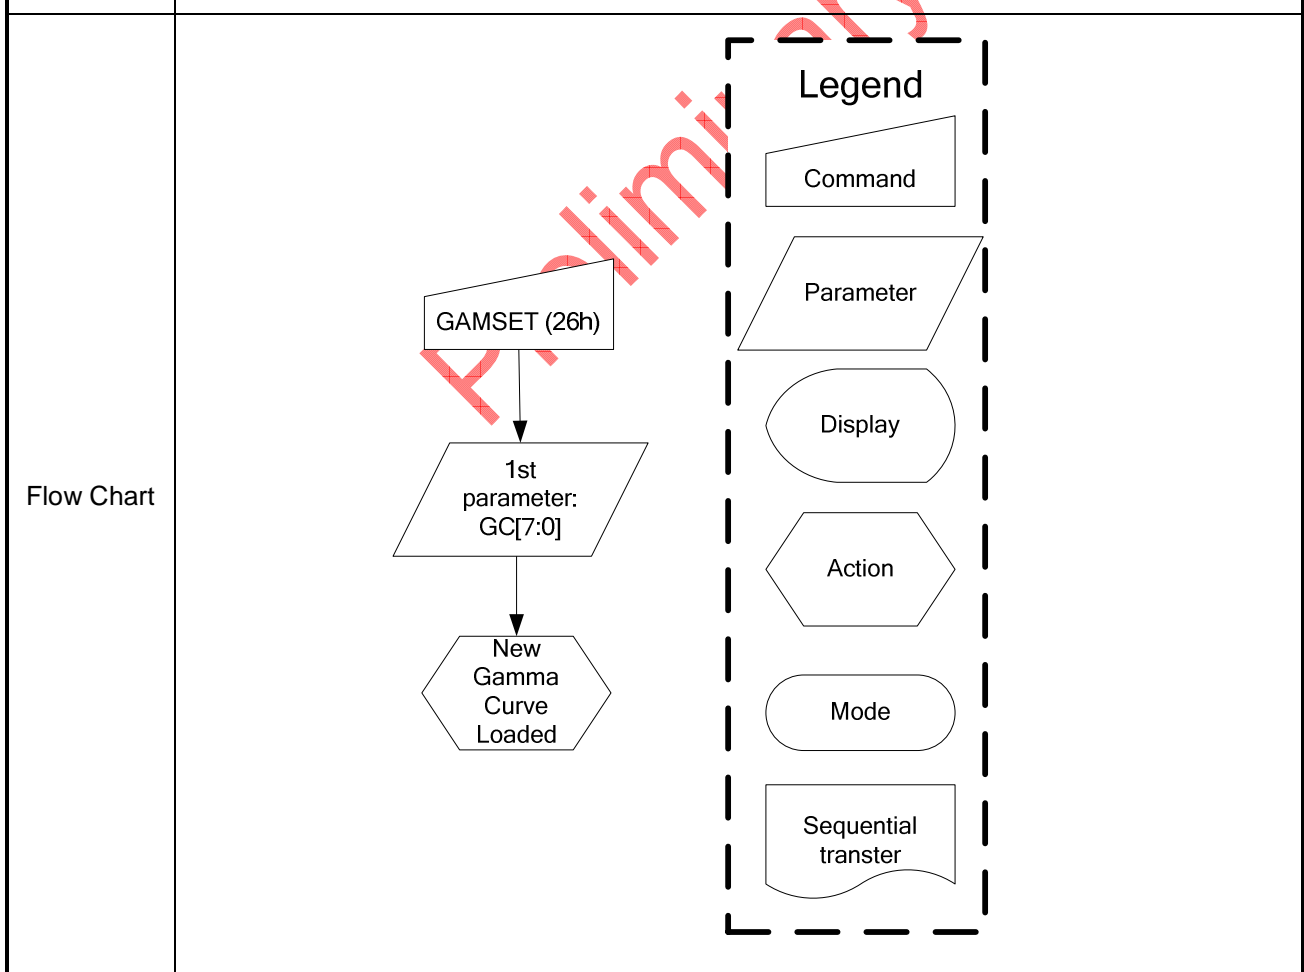 Flow Chart
GAMSET (26h)
1st
parameter:
GC[7:0]
New
Gamma
Curve
Loaded
Legend
Command
Parameter
Display
Action
Mode
Sequential
transter